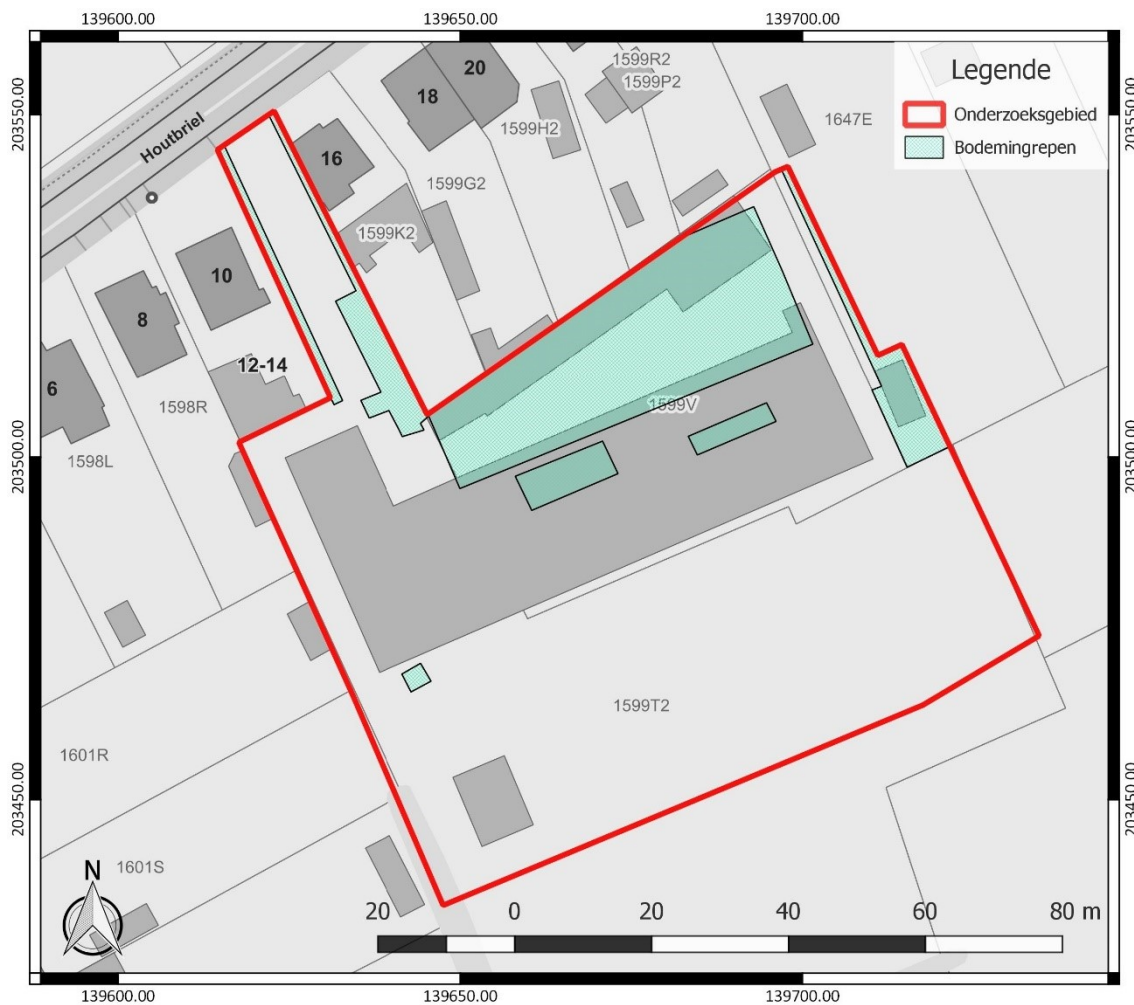 139600.00
139650.00
139700.00
Legende
Onderzoeksgebied
Bodemingrepen
203550.00
203550.00
Houtbriel
20
18
16
1599R2
1599P2
1599H2
1647E
1599G2
1599K2
10
8
6
12-14
1598R
1598L
1599V
203500.00
203500.00
1599T2
1601R
203450.00
203450.00
1601S
N
20 0 20 40 60 80 m
139600.00
139650.00
139700.00